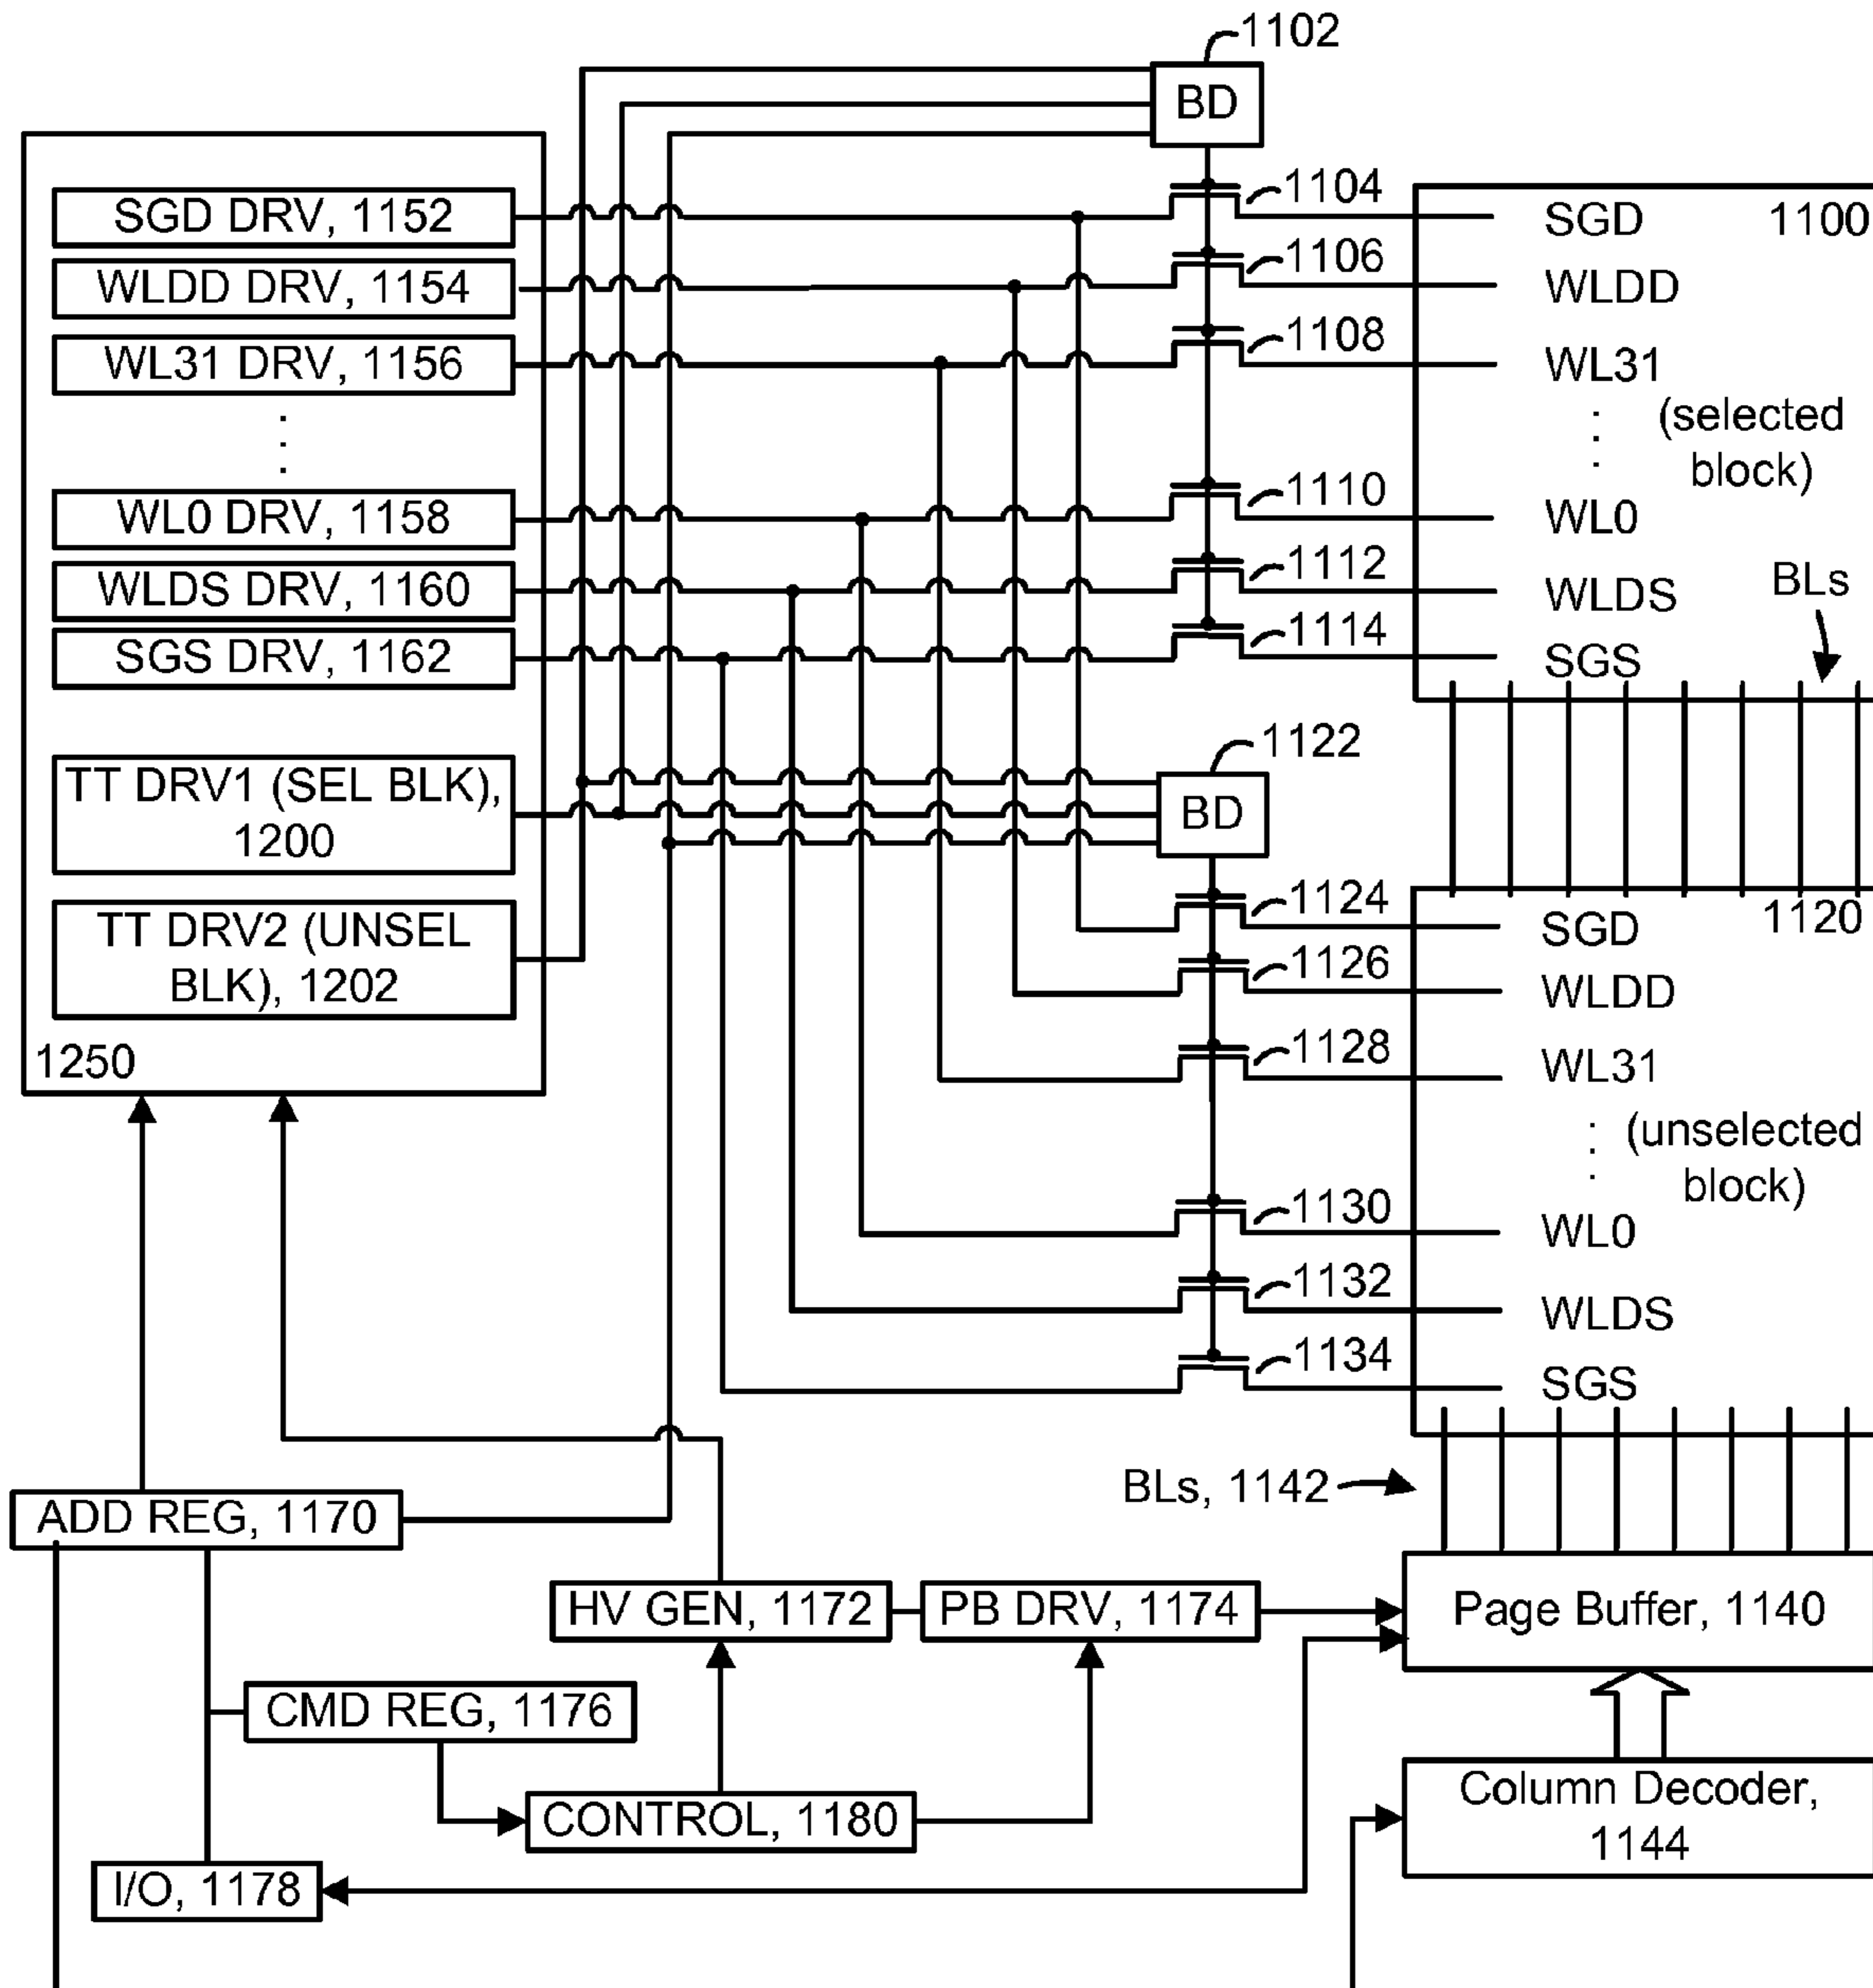 1102
BD
SGD DRV, 1152
WLDD DRV, 1154
WL31 DRV, 1156
WL0 DRV, 1158
WLDS DRV, 1160
SGS DRV, 1162
TT DRV1 (SEL BLK),
1200
TT DRV2 (UNSEL
BLK), 1202
1250
1104
1106
1108
1110
1112
1114
SGD
1100
WLDD
WL31
(selected
block)
WL0
WLDS
BLs
SGS
1122
BD
1124
1126
1128
1130
1132
1134
1120
SGD
WLDD
WL31
(unselected
block)
WL0
WLDS
SGS
BLs, 1142
ADD REG, 1170
HV GEN, 1172
PB DRV, 1174
Page Buffer, 1140
CMD REG, 1176
CONTROL, 1180
Column Decoder,
1144
I/O, 1178